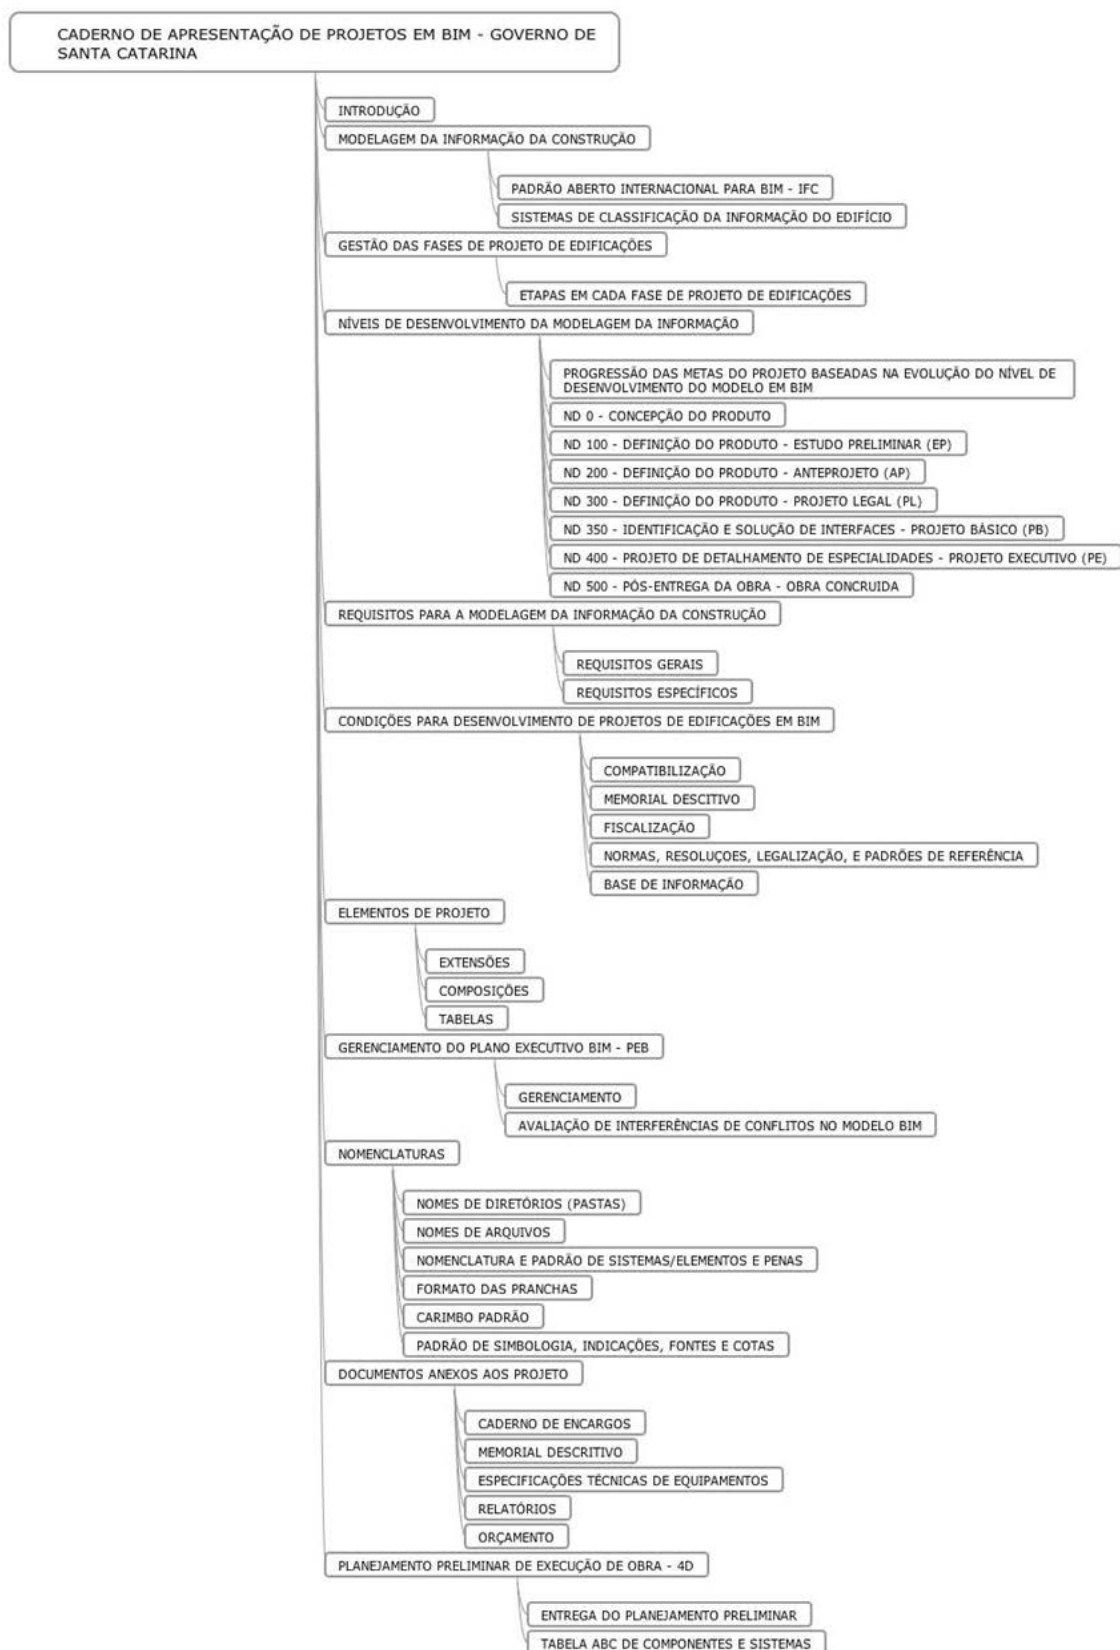 CADERNO DE APRESENTAÇÃO DE PROJETOS EM BIM - GOVERNO DE
SANTA CATARINA
INTRODUÇÃO
MODELAGEM DA INFORMAÇÃO DA CONSTRUÇÃO
PADRÃO ABERTO INTERNACIONAL PARA BIM - IFC
SISTEMAS DE CLASSIFICAÇÃO DA INFORMAÇÃO DO EDIFÍCIO
GESTÃO DAS FASES DE PROJETO DE EDIFICAÇÕES
ETAPAS EM CADA FASE DE PROJETO DE EDIFICAÇÕES
NÍVEIS DE DESENVOLVIMENTO DA MODELAGEM DA INFORMAÇÃO
PROGRESSÃO DAS METAS DO PROJETO BASEADAS NA EVOLUÇÃO DO NÍVEL DE
DESENVOLVIMENTO DO MODELO EM BIM
ND 0 - CONCEPÇÃO DO PRODUTO
ND 100 - DEFINIÇÃO DO PRODUTO - ESTUDO PRELIMINAR (EP)
ND 200 - DEFINIÇÃO DO PRODUTO - ANTEPROJETO (AP)
ND 300 - DEFINIÇÃO DO PRODUTO - PROJETO LEGAL (PL)
ND 350 - IDENTIFICAÇÃO E SOLUÇÃO DE INTERFACES - PROJETO BÁSICO (PB)
ND 400 - PROJETO DE DETALHAMENTO DE ESPECIALIDADES - PROJETO EXECUTIVO (PE)
ND 500 - PÓS-ENTREGA DA OBRA - OBRA CONCRUIDA
REQUISITOS PARA A MODELAGEM DA INFORMAÇÃO DA CONSTRUÇÃO
REQUISITOS GERAIS
REQUISITOS ESPECÍFICOS
CONDIÇÕES PARA DESENVOLVIMENTO DE PROJETOS DE EDIFICAÇÕES EM BIM
COMPATIBILIZAÇÃO
MEMORIAL DESCITIVO
FISCALIZAÇÃO
NORMAS, RESOLUÇOES, LEGALIZAÇÃO, E PADRÕES DE REFERÊNCIA
BASE DE INFORMAÇÃO
ELEMENTOS DE PROJETO
EXTENSÕES
COMPOSIÇÕES
TABELAS
GERENCIAMENTO DO PLANO EXECUTIVO BIM - PEB
GERENCIAMENTO
AVALIAÇÃO DE INTERFERÊNCIAS DE CONFLITOS NO MODELO BIM
NOMENCLATURAS
NOMES DE DIRETÓRIOS (PASTAS)
NOMES DE ARQUIVOS
NOMENCLATURA E PADRÃO DE SISTEMAS/ELEMENTOS E PENAS
FORMATO DAS PRANCHAS
CARIMBO PADRÃO
PADRÃO DE SIMBOLOGIA, INDICAÇÕES, FONTES E COTAS
DOCUMENTOS ANEXOS AOS PROJETO
CADERNO DE ENCARGOS
MEMORIAL DESCRITIVO
ESPECIFICAÇÕES TÉCNICAS DE EQUIPAMENTOS
RELATÓRIOS
ORÇAMENTO
PLANEJAMENTO PRELIMINAR DE EXECUÇÃO DE OBRA - 4D
ENTREGA DO PLANEJAMENTO PRELIMINAR
TABELA ABC DE COMPONENTES E SISTEMAS